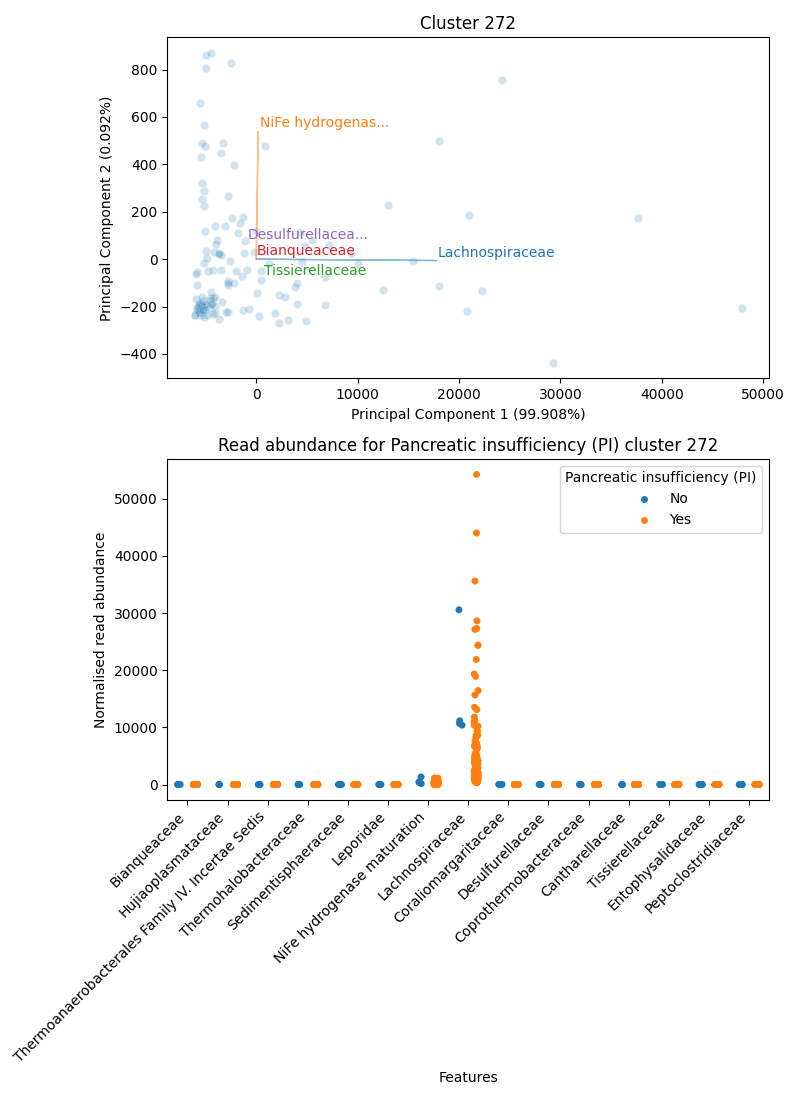 Cluster 272
800
600
400
200
0
−200
−400
Principal Component 2 (0.092%)
NiFe hydrogenas...
Desulfurellacea...
Bianqueaceae
Lachnospiraceae
Tissierellaceae
0
10000
20000
30000
40000
50000
Principal Component 1 (99.908%)
Read abundance for Pancreatic insufficiency (PI) cluster 272
Pancreatic insufficiency (PI)
No
Yes
50000
40000
30000
20000
10000
0
Normalised read abundance
Bianqueaceae
Hujiaoplasmataceae
Thermoanaerobacterales Family IV. Incertae Sedis
Thermohalobacteraceae
Sedimentisphaeraceae
Leporidae
NiFe hydrogenase maturation
Lachnospiraceae
Coraliomargaritaceae
Desulfurellaceae
Coprothermobacteraceae
Cantharellaceae
Tissierellaceae
Entophysalidaceae
Peptoclostridiaceae
Features